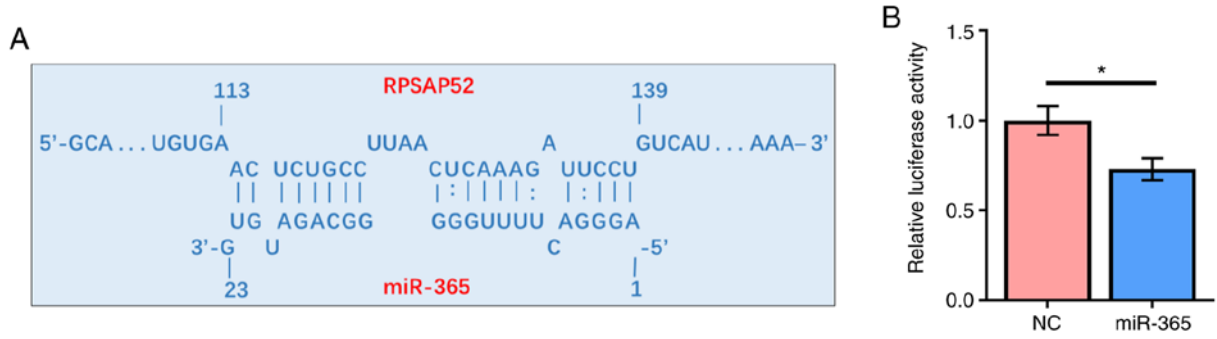 A
RPSAP52
113 139
5'-GCA...UGUGA UUAA A GUCAU...AAA-3'
AC UCUGCC CUCAAAG UUCCU
UG AGACGG GGGUUUU AGGGA
3'-G U C -5'
23 miR-365 1
B
Relative luciferase activity
1.5
1.0
0.5
0.0
*
NC miR-365